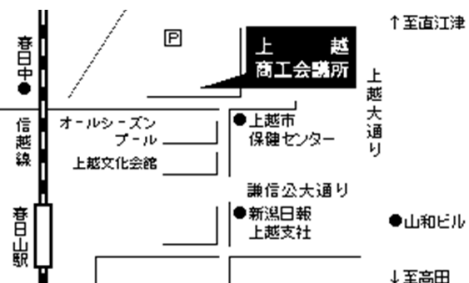 ↑至直江津
P
上越
商工会議所
春日中
上越大通り
信越線
オールシーズン
プール
上越市
保健センター
上越文化会館
謙信公大通り
春日山駅
新潟日報
上越支社
山和ビル
↓至高田